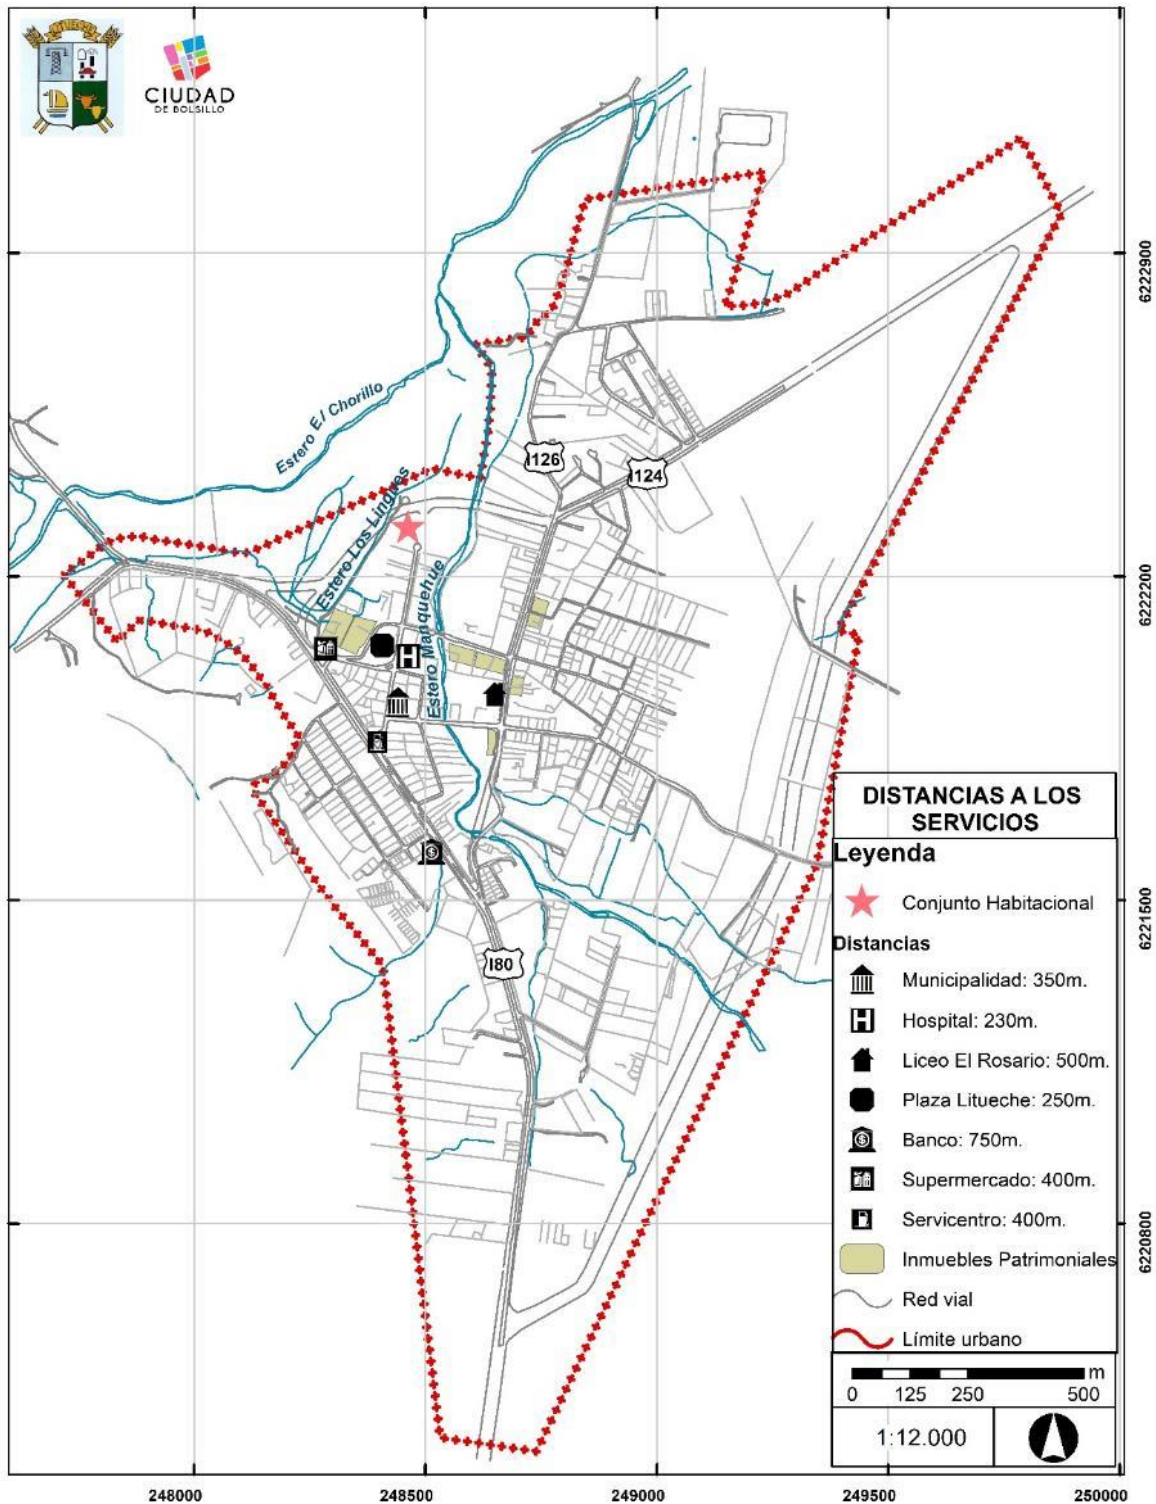 CIUDAD
DE BOLSILLO
6222900
Estero El Chorillo
I126
I124
Estero Los Lingues
6222200
Estero Manquehue
6221500
I80
6220800
DISTANCIAS A LOS
SERVICIOS
Leyenda
Conjunto Habitacional
Distancias
Municipalidad: 350m.
H
Hospital: 230m.
Liceo El Rosario: 500m.
Plaza Litueche: 250m.
$
Banco: 750m.
Supermercado: 400m.
Servicentro: 400m.
Inmuebles Patrimoniales
Red vial
Límite urbano
m
0 125 250 500
1:12.000
248000 248500 249000 249500 250000